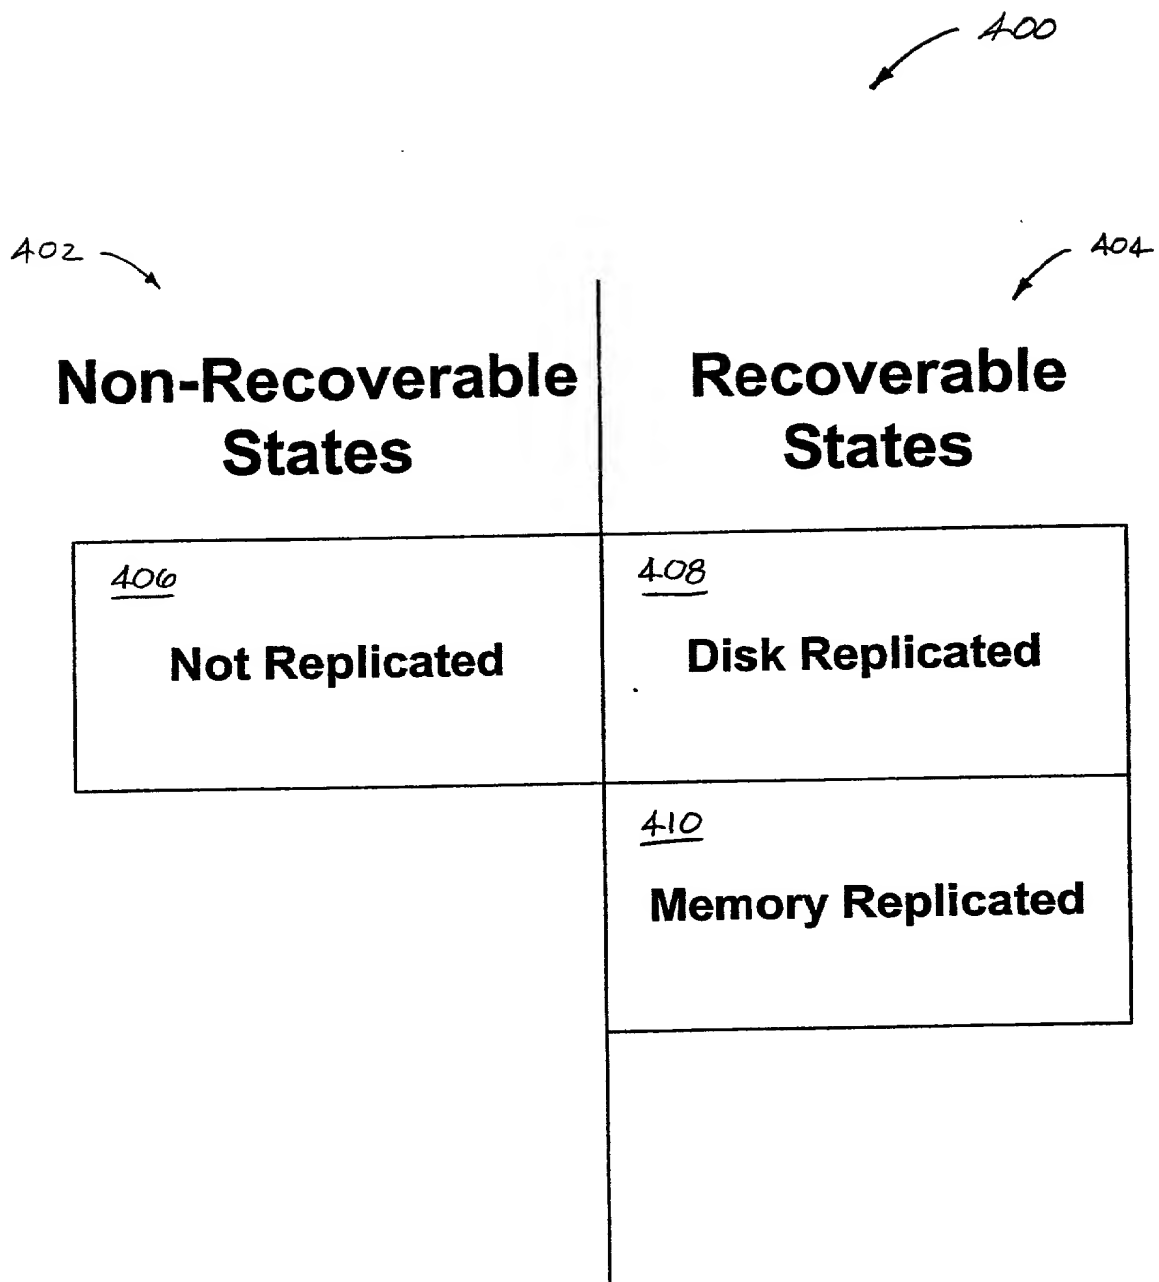 400
402
404
Non-Recoverable
States
Recoverable
States
406
Not Replicated
408
Disk Replicated
410
Memory Replicated